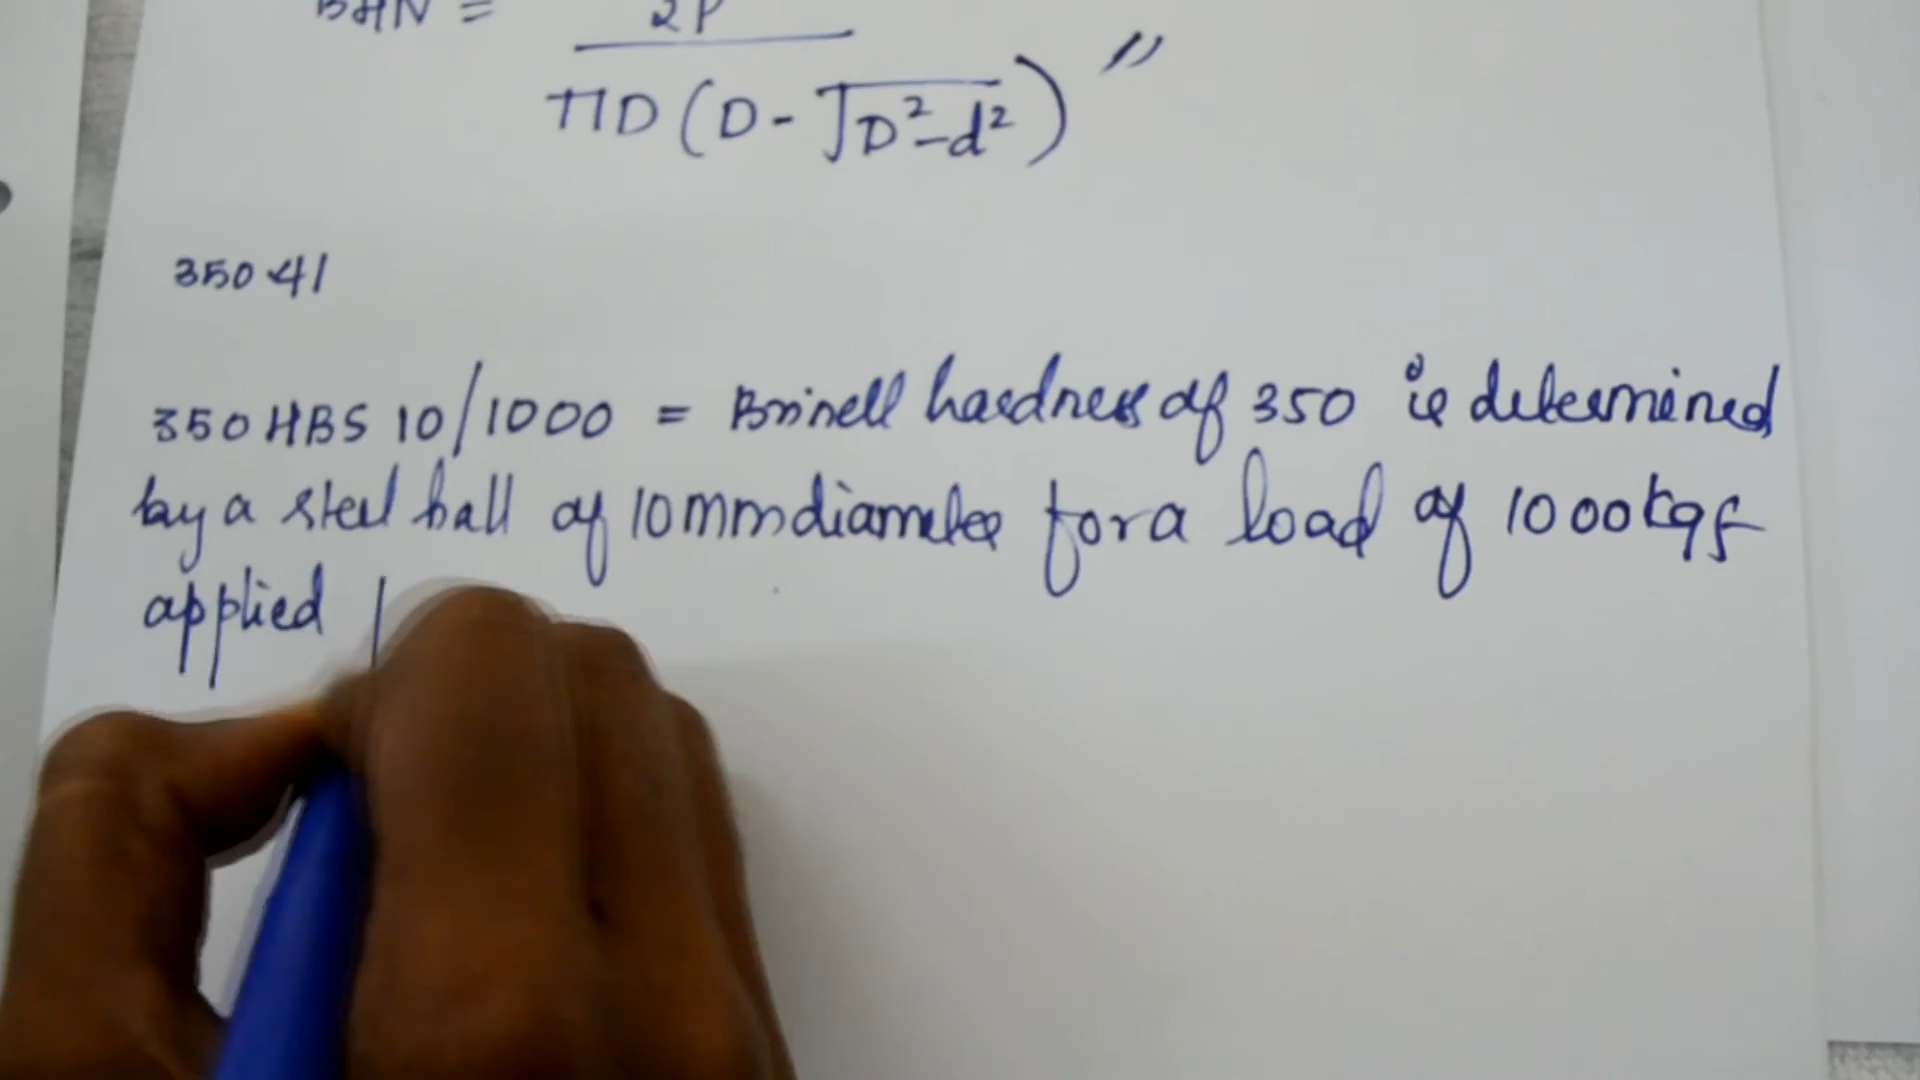 BHN = 2P
πD (D - √D²-d²) "
350 41
350 HBS 10/1000 = Brinell hardness of 350 is determined
by a steel ball of 10mm diameter for a load of 1000kgf
applied